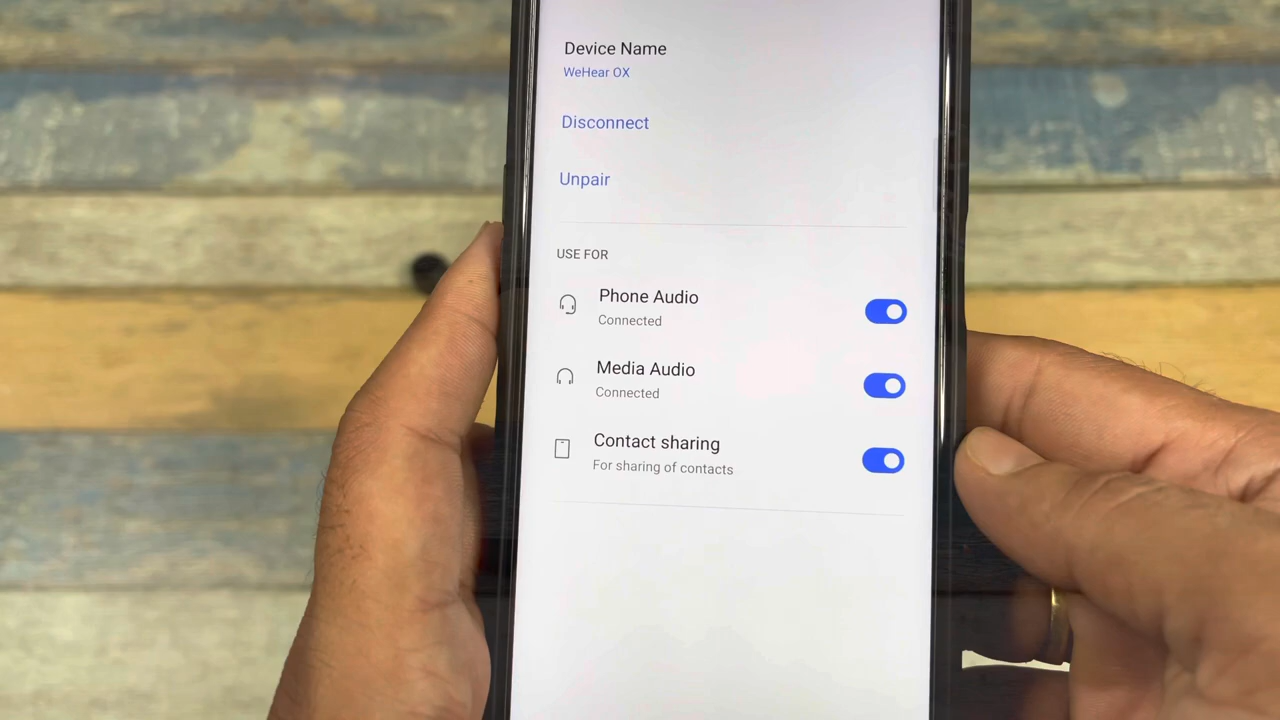 Device Name
WeHear OX
Disconnect
Unpair
USE FOR
Phone Audio
Connected
Media Audio
Connected
Contact sharing
For sharing of contacts